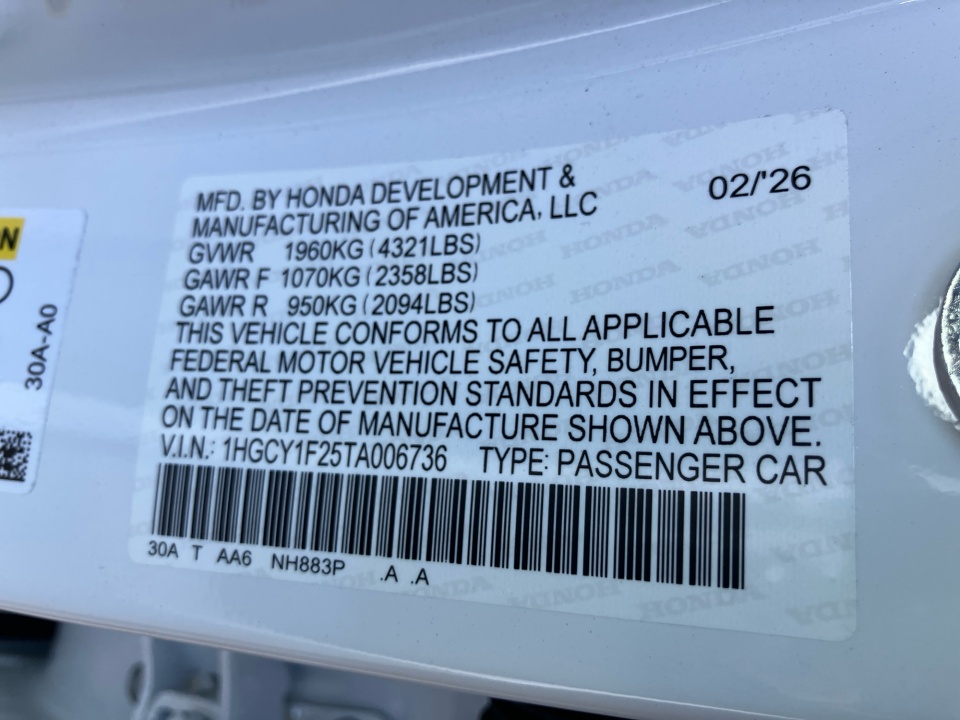 MFD. BY HONDA DEVELOPMENT & 02/'26
MANUFACTURING OF AMERICA, LLC
GVWR 1960KG (4321LBS)
GAWR F 1070KG (2358LBS)
GAWR R 950KG (2094LBS)
THIS VEHICLE CONFORMS TO ALL APPLICABLE
FEDERAL MOTOR VEHICLE SAFETY, BUMPER,
AND THEFT PREVENTION STANDARDS IN EFFECT
ON THE DATE OF MANUFACTURE SHOWN ABOVE.
V.I.N.: 1HGCY1F25TA006736 TYPE: PASSENGER CAR
30A T AA6 NH883P .A .A
30A-A0
N
HONDA